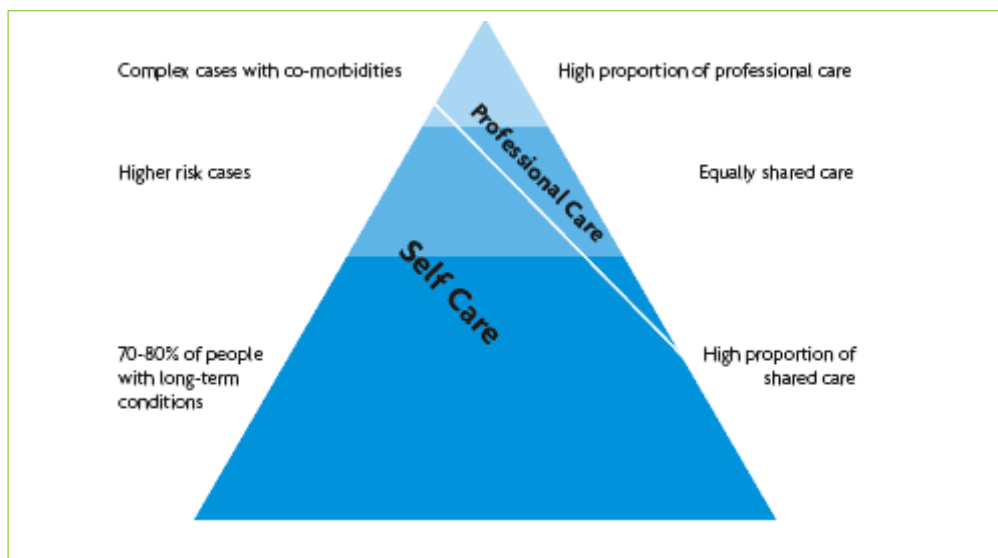 Complex cases with co-morbidities
High proportion of professional care
Professional Care
Higher risk cases
Equally shared care
Self Care
70-80% of people
with long-term
conditions
High proportion of
shared care